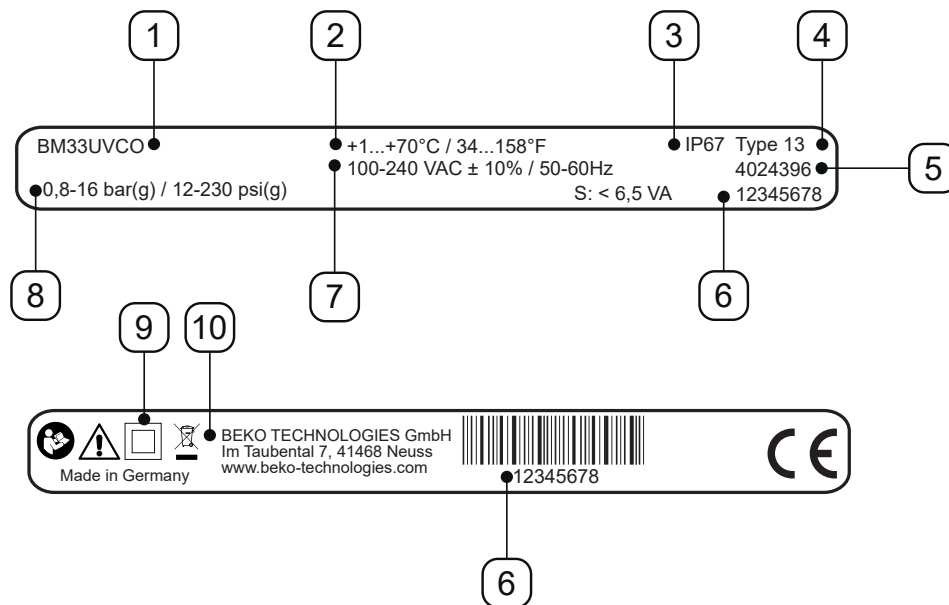 1 2 3 4
BM33UVCO +1...+70°C / 34...158°F IP67 Type 13
100-240 VAC ± 10% / 50-60Hz 4024396
5
0,8-16 bar(g) / 12-230 psi(g) S: < 6,5 VA 12345678
8 7 6
9 10
BEKO TECHNOLOGIES GmbH
Im Taubental 7, 41468 Neuss
Made in Germany www.beko-technologies.com
12345678
CE
6